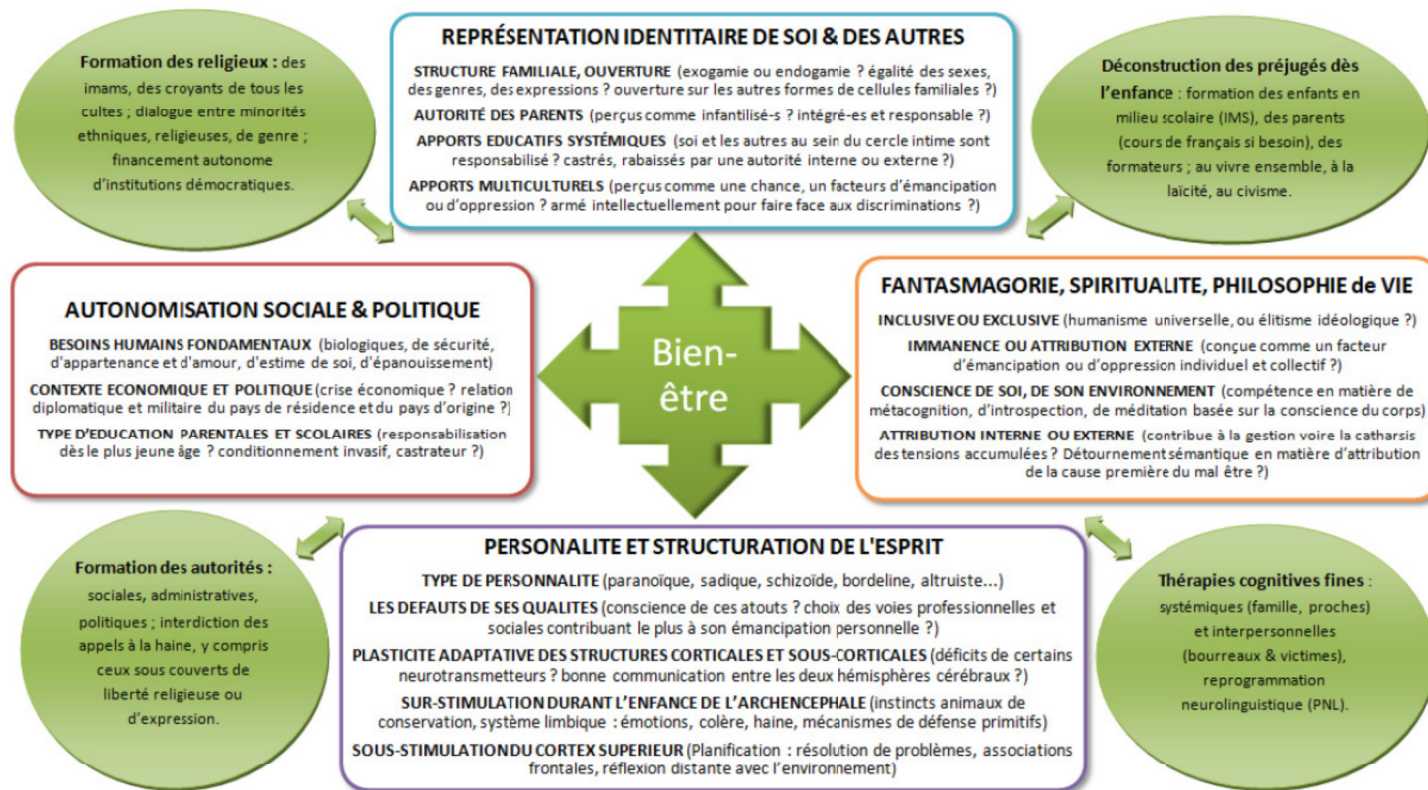 Formation des religieux : des
imams, des croyants de tous les
cultes ; dialogue entre minorités
ethniques, religieuses, de genre ;
financement autonome
d'institutions démocratiques.
REPRÉSENTATION IDENTITAIRE DE SOI & DES AUTRES
STRUCTURE FAMILIALE, OUVERTURE (exogamie ou endogamie ? égalité des sexes,
des genres, des expressions ? ouverture sur les autres formes de cellules familiales ?)
AUTORITÉ DES PARENTS (perçus comme infantilisé-s ? intégré-es et responsable ?)
APPORTS EDUCATIFS SYSTÉMIQUES (soi et les autres au sein du cercle intime sont
responsabilisé ? castrés, rabaissés par une autorité interne ou externe ?)
APPORTS MULTICULTURELS (perçus comme une chance, un facteurs d'émancipation
ou d'oppression ? armé intellectuellement pour faire face aux discriminations ?)
Déconstruction des préjugés dès
l'enfance : formation des enfants en
milieu scolaire (IMS), des parents
(cours de français si besoin), des
formateurs ; au vivre ensemble, à la
laïcité, au civisme.
AUTONOMISATION SOCIALE & POLITIQUE
BESOINS HUMAINS FONDAMENTAUX (biologiques, de sécurité,
d'appartenance et d'amour, d'estime de soi, d'épanouissement)
CONTEXTE ECONOMIQUE ET POLITIQUE (crise économique ? relation
diplomatique et militaire du pays de résidence et du pays d'origine ?)
TYPE D'EDUCATION PARENTALES ET SCOLAIRES (responsabilisation
dès le plus jeune âge ? conditionnement invasif, castrateur ?)
Bien-
être
FANTASMAGORIE, SPIRITUALITE, PHILOSOPHIE de VIE
INCLUSIVE OU EXCLUSIVE (humanisme universelle, ou élitisme idéologique ?)
IMMANENCE OU ATTRIBUTION EXTERNE (conçue comme un facteur
d'émancipation ou d'oppression individuel et collectif ?)
CONSCIENCE DE SOI, DE SON ENVIRONEMENT (compétence en matière de
métacognition, d'introspection, de méditation basée sur la conscience du corps)
ATTRIBUTION INTERNE OU EXTERNE (contribue à la gestion voire la catharsis
des tensions accumulées ? Détournement sémantique en matière d'attribution
de la cause première du mal être ?)
Formation des autorités :
sociales, administratives,
politiques ; interdiction des
appels à la haine, y compris
ceux sous couverts de
liberté religieuse ou
d'expression.
PERSONALITE ET STRUCTURATION DE L'ESPRIT
TYPE DE PERSONNALITE (paranoïque, sadique, schizoïde, bordeline, altruiste...)
LES DEFAUTS DE SES QUALITES (conscience de ces atouts ? choix des voies professionnelles et
sociales contribuant le plus à son émancipation personnelle ?)
PLASTICITE ADAPTATIVE DES STRUCTURES CORTICALES ET SOUS-CORTICALES (déficits de certains
neurotransmetteurs ? bonne communication entre les deux hémisphères cérébraux ?)
SUR-STIMULATION DURANT L'ENFANCE DE L'ARCHENCEPHALE (instincts animaux de
conservation, système limbique : émotions, colère, haine, mécanismes de défense primitifs)
SOUS-STIMULATION DU CORTEX SUPERIEUR (Planification : résolution de problèmes, associations
frontales, réflexion distante avec l'environnement)
Thérapies cognitives fines :
systémiques (famille, proches)
et interpersonnelles
(bourreaux & victimes),
reprogrammation
neurolinguistique (PNL).